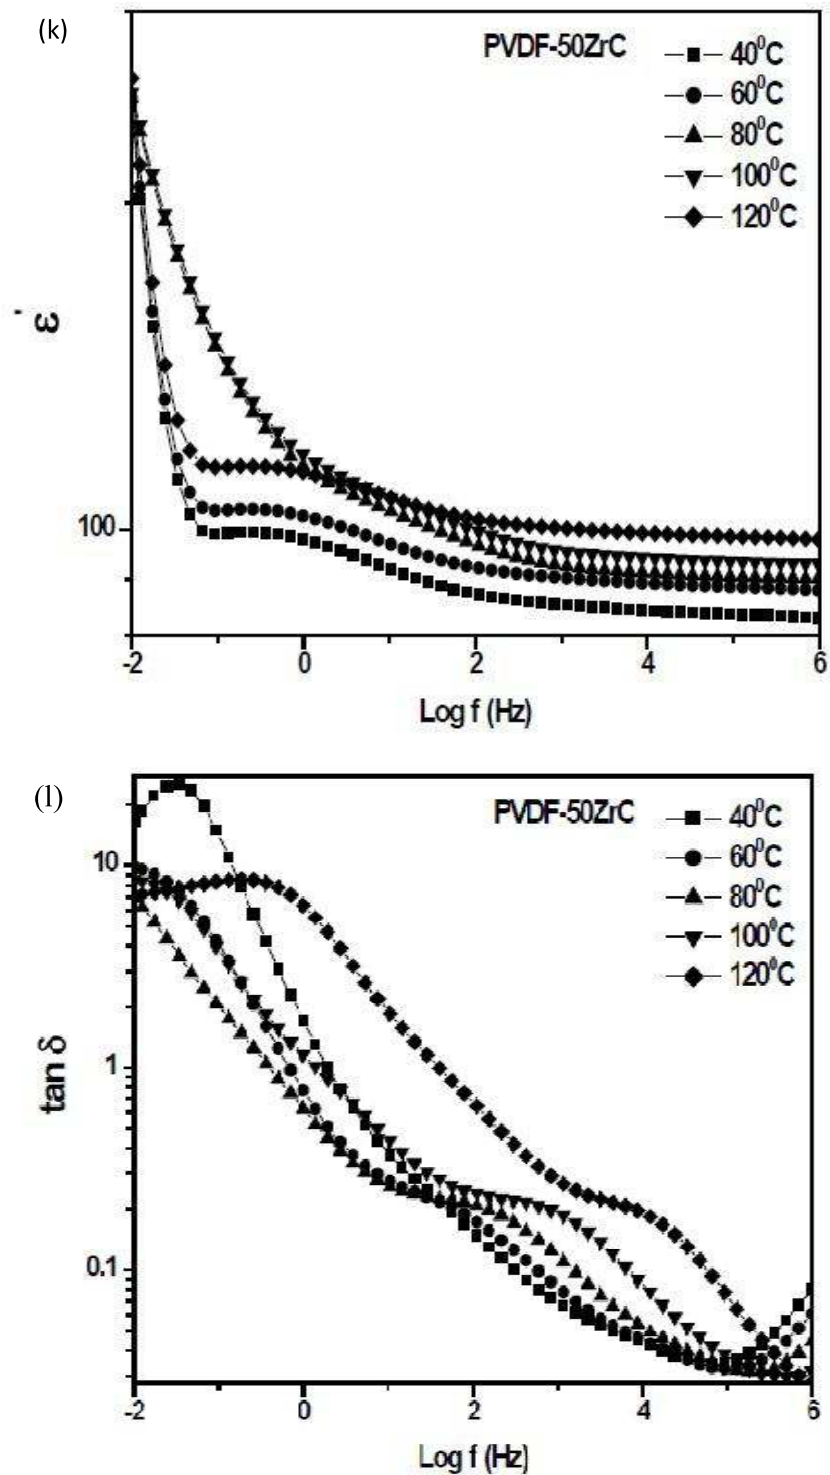 (k)
PVDF-50ZrC
40⁰C
60⁰C
80⁰C
100⁰C
120⁰C
ε'
100
-2 0 2 4 6
Log f (Hz)
(l)
PVDF-50ZrC
40⁰C
60⁰C
80⁰C
100⁰C
120⁰C
tan δ
10
1
0.1
-2 0 2 4 6
Log f (Hz)